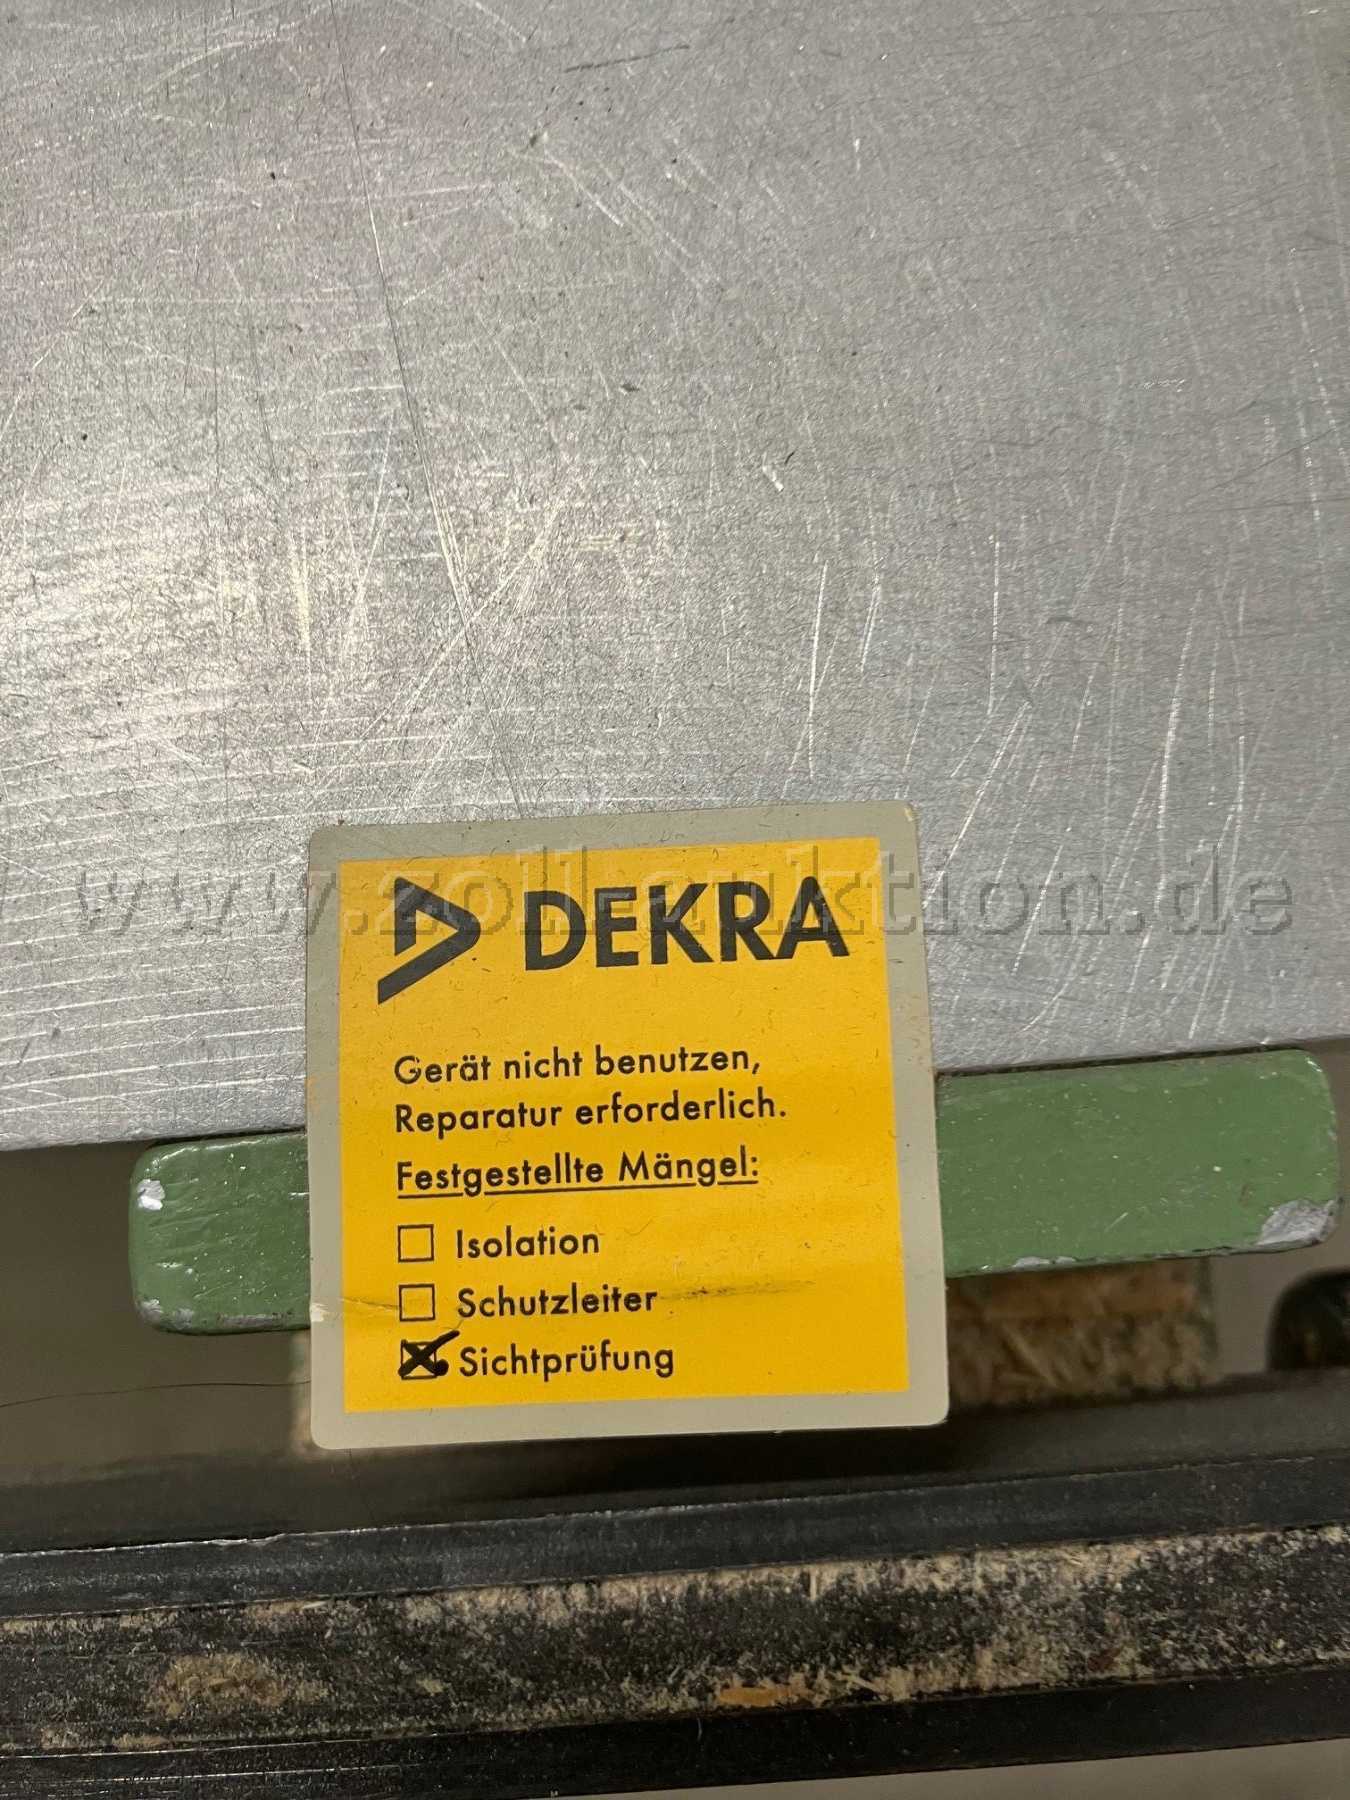 www.zoll-auktion.de
DEKRA
Gerät nicht benutzen,
Reparatur erforderlich.
Festgestellte Mängel:
Isolation
Schutzleiter
Sichtprüfung